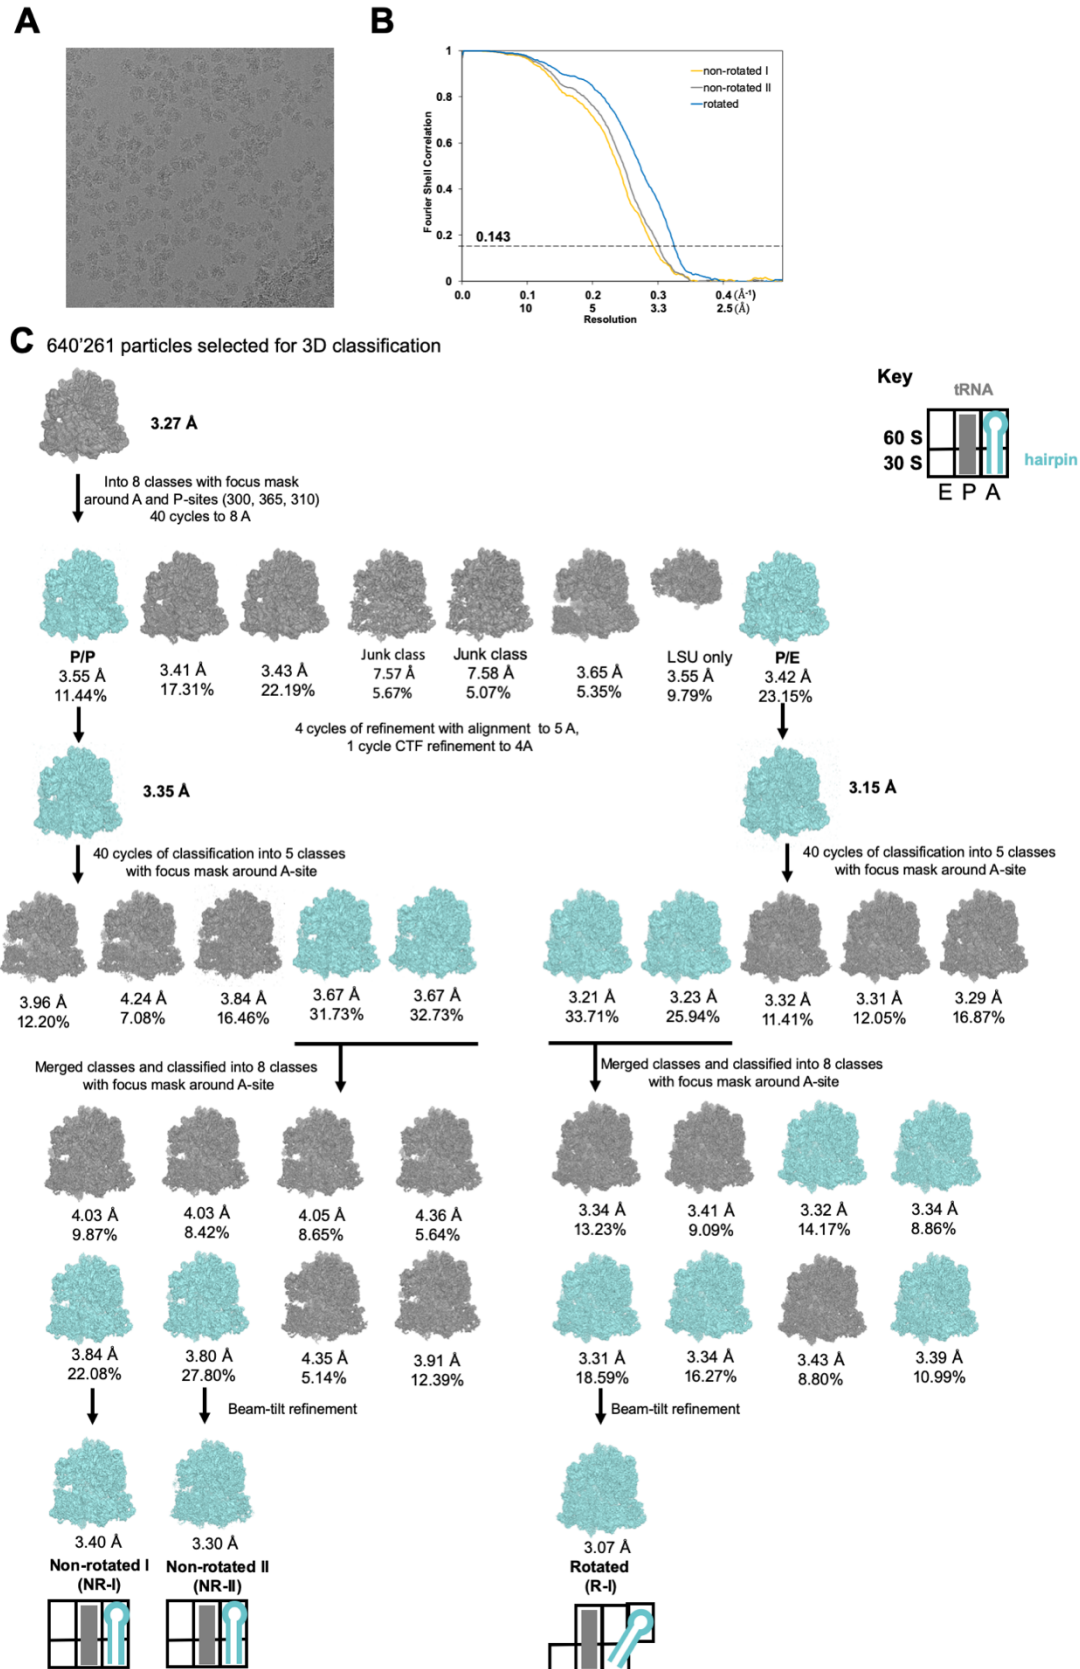 A
B
1
0.8
0.6
0.4
0.2
0
Fourier Shell Correlation
non-rotated I
non-rotated II
rotated
0.143
0.0 0.1 0.2 0.3 0.4 (Å⁻¹)
10 5 3.3 2.5 (Å)
Resolution
C 640'261 particles selected for 3D classification
3.27 Å
Key
tRNA
60 S
30 S
hairpin
E P A
Into 8 classes with focus mask
around A and P-sites (300, 365, 310)
40 cycles to 8 A
P/P
3.55 Å
11.44%
3.41 Å
17.31%
3.43 Å
22.19%
Junk class
7.57 Å
5.67%
Junk class
7.58 Å
5.07%
3.65 Å
5.35%
LSU only
3.55 Å
9.79%
P/E
3.42 Å
23.15%
4 cycles of refinement with alignment to 5 A,
1 cycle CTF refinement to 4A
3.35 Å
3.15 Å
40 cycles of classification into 5 classes
with focus mask around A-site
40 cycles of classification into 5 classes
with focus mask around A-site
3.96 Å
12.20%
4.24 Å
7.08%
3.84 Å
16.46%
3.67 Å
31.73%
3.67 Å
32.73%
3.21 Å
33.71%
3.23 Å
25.94%
3.32 Å
11.41%
3.31 Å
12.05%
3.29 Å
16.87%
Merged classes and classified into 8 classes
with focus mask around A-site
Merged classes and classified into 8 classes
with focus mask around A-site
4.03 Å
9.87%
4.03 Å
8.42%
4.05 Å
8.65%
4.36 Å
5.64%
3.34 Å
13.23%
3.41 Å
9.09%
3.32 Å
14.17%
3.34 Å
8.86%
3.84 Å
22.08%
3.80 Å
27.80%
4.35 Å
5.14%
3.91 Å
12.39%
3.31 Å
18.59%
3.34 Å
16.27%
3.43 Å
8.80%
3.39 Å
10.99%
Beam-tilt refinement
Beam-tilt refinement
3.40 Å
Non-rotated I
(NR-I)
3.30 Å
Non-rotated II
(NR-II)
3.07 Å
Rotated
(R-I)